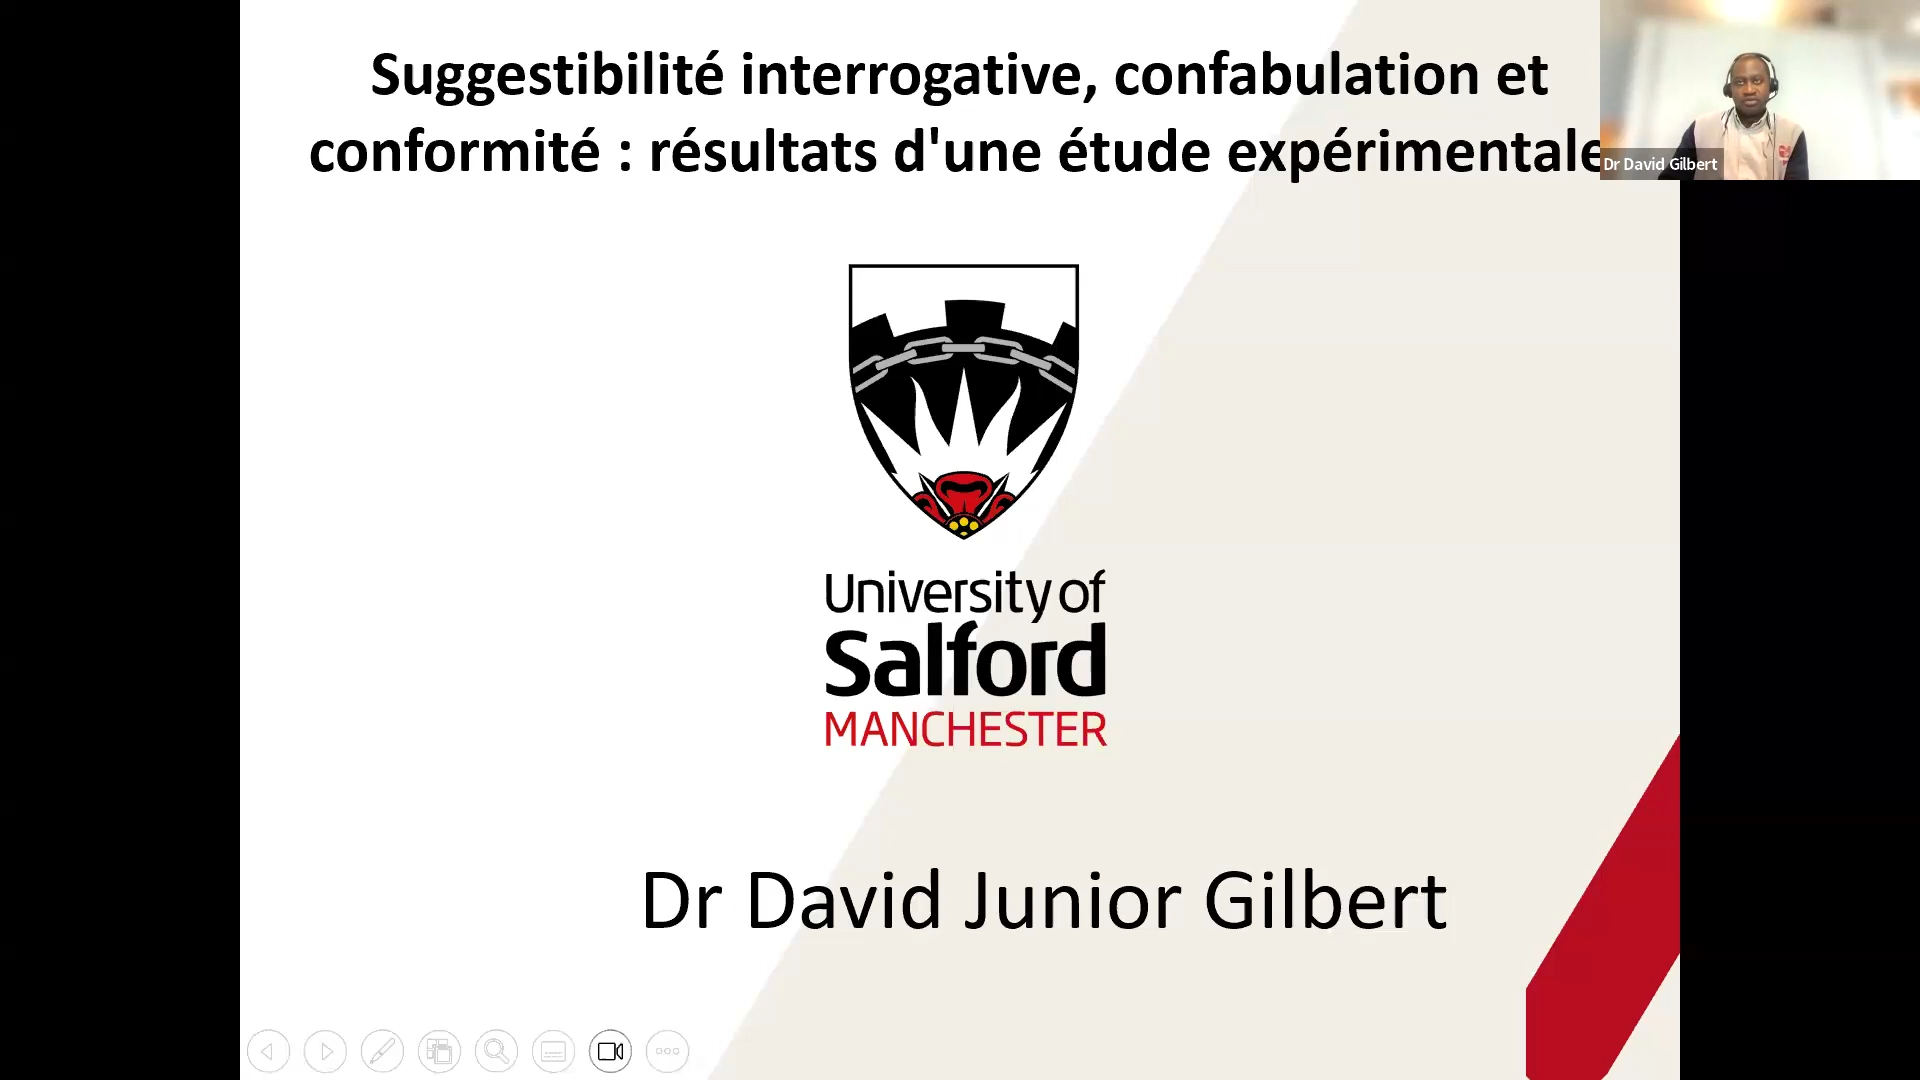 Suggestibilité interrogative, confabulation et
conformité : résultats d'une étude expérimentale
Dr David Gilbert
University of
Salford
MANCHESTER
Dr David Junior Gilbert